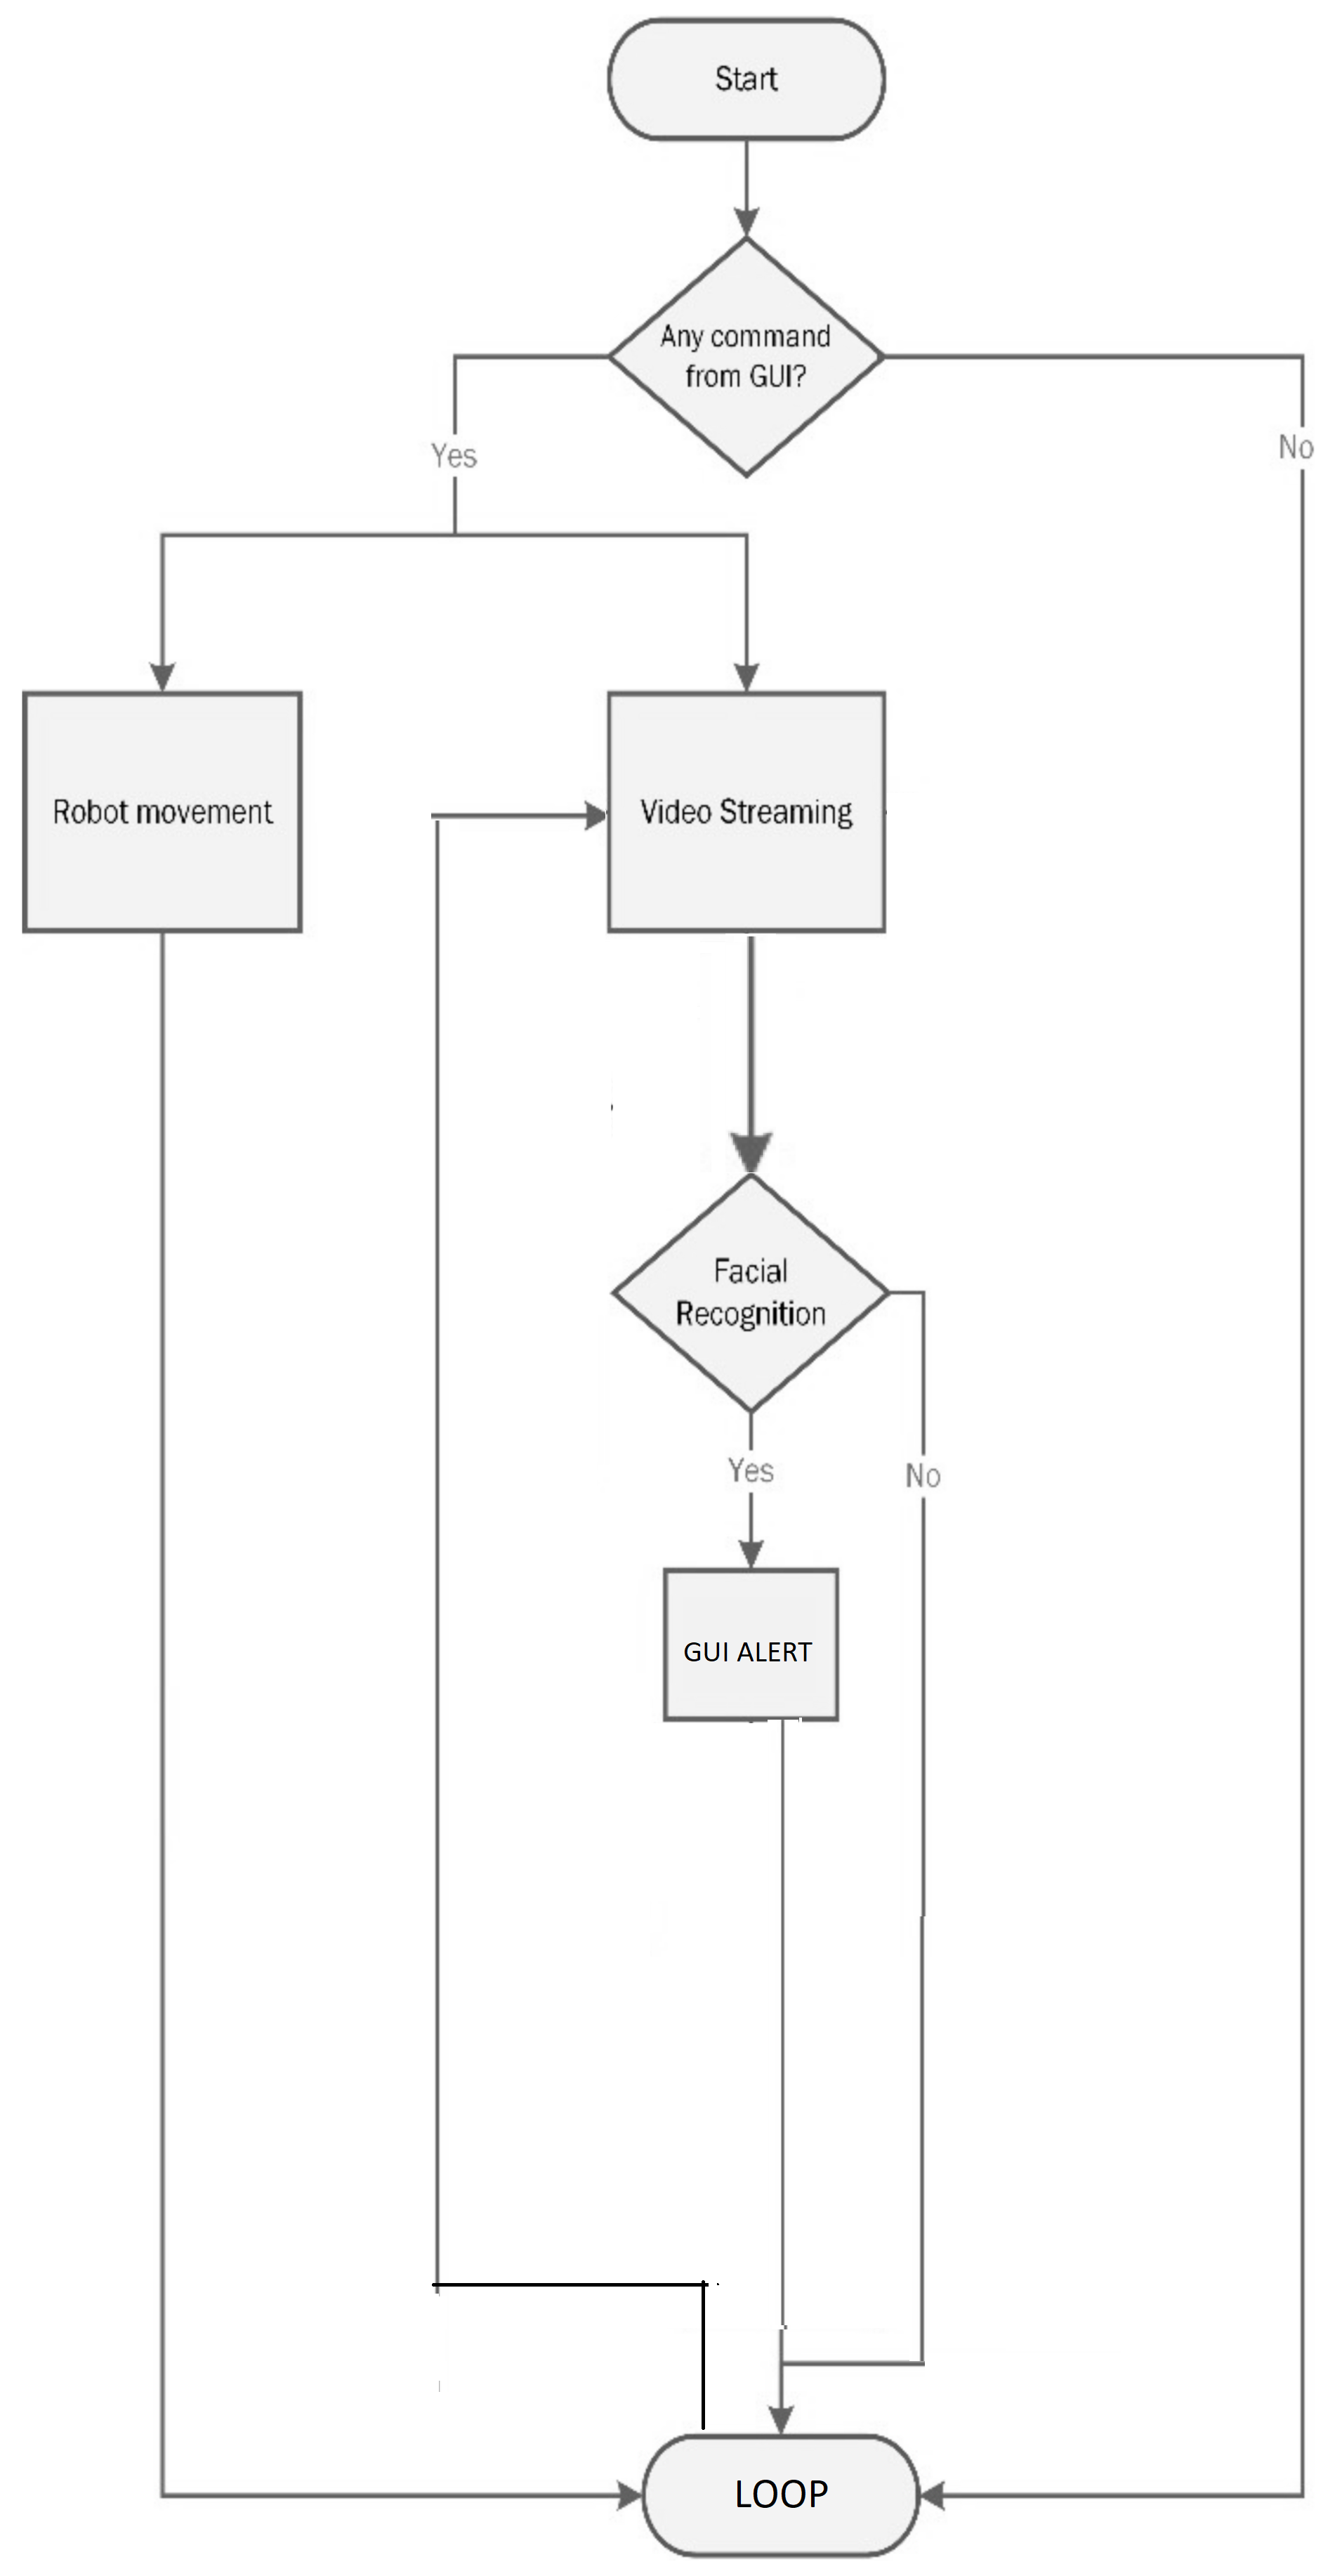 Start
Any command
from GUI?
Yes
No
Robot movement
Video Streaming
Facial
Recognition
Yes
No
GUI ALERT
LOOP